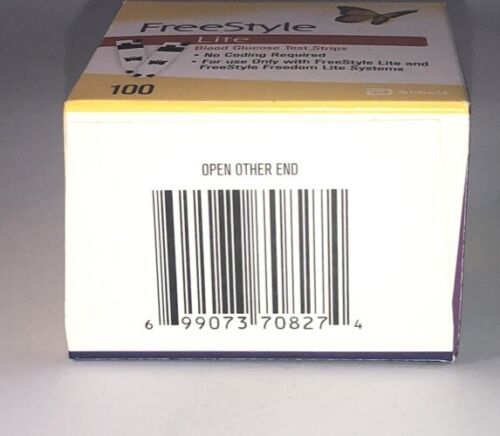 FreeStyle
Lite
Blood Glucose Test Strips
• No Coding Required
• For use Only with FreeStyle Lite and
FreeStyle Freedom Lite Systems
100
Abbott
OPEN OTHER END
6 99073 70827 4